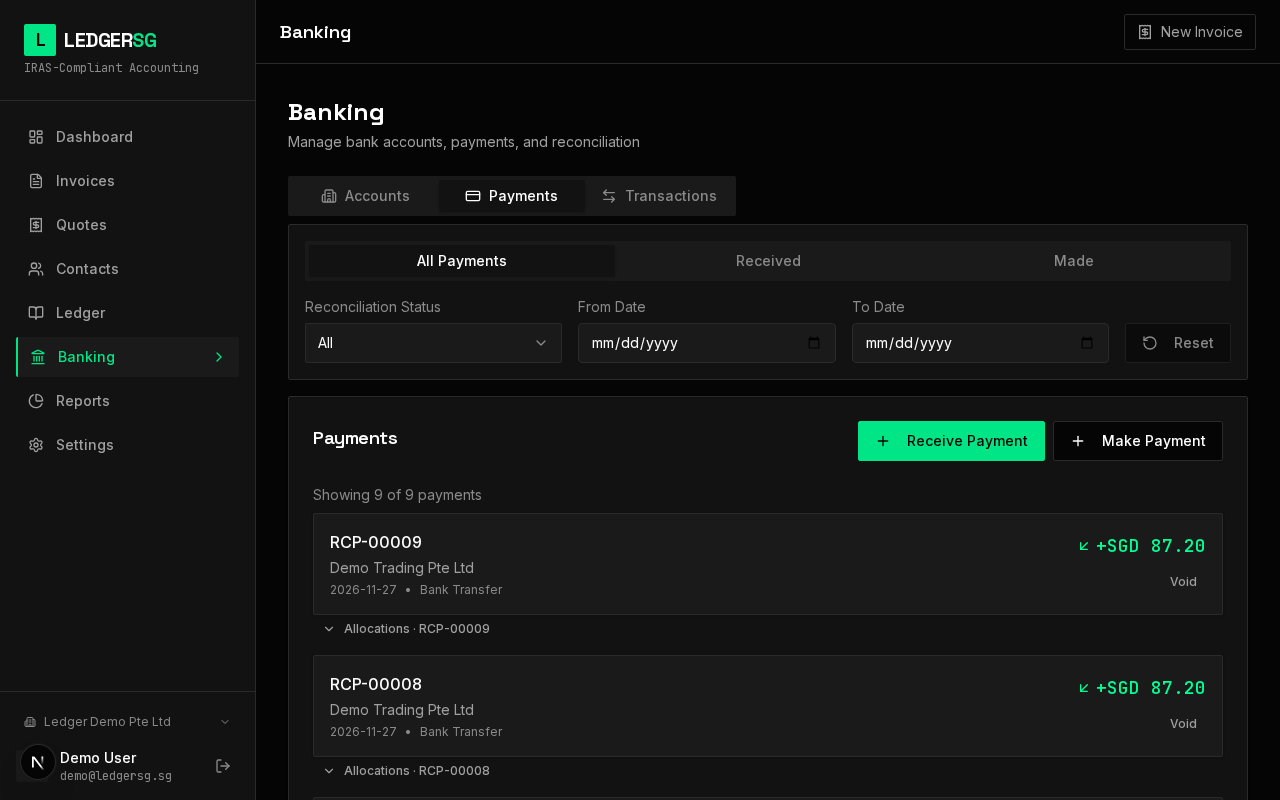 L LEDGERSG
IRAS-Compliant Accounting
Dashboard
Invoices
Quotes
Contacts
Ledger
Banking
Reports
Settings
Ledger Demo Pte Ltd
N
Demo User
demo@ledgersg.sg
Banking
New Invoice
Banking
Manage bank accounts, payments, and reconciliation
Accounts
Payments
Transactions
All Payments
Received
Made
Reconciliation Status
From Date
To Date
All
mm/dd/yyyy
mm/dd/yyyy
Reset
Payments
Receive Payment
Make Payment
Showing 9 of 9 payments
RCP-00009
+SGD 87.20
Demo Trading Pte Ltd
Void
2026-11-27 • Bank Transfer
Allocations · RCP-00009
RCP-00008
+SGD 87.20
Demo Trading Pte Ltd
Void
2026-11-27 • Bank Transfer
Allocations · RCP-00008